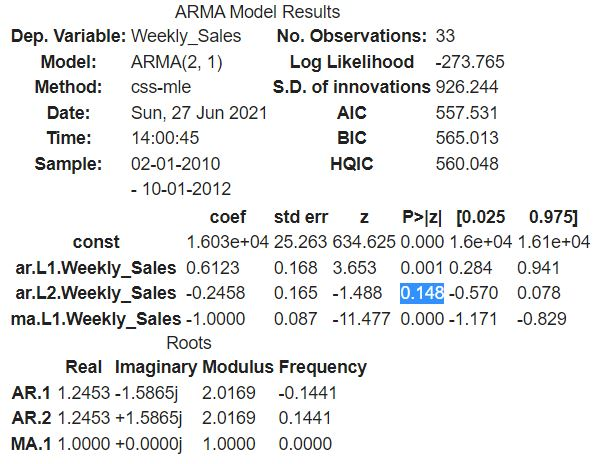 ARMA Model Results
Dep. Variable: Weekly_Sales No. Observations: 33
Model: ARMA(2, 1) Log Likelihood -273.765
Method: css-mle S.D. of innovations 926.244
Date: Sun, 27 Jun 2021 AIC 557.531
Time: 14:00:45 BIC 565.013
Sample: 02-01-2010 HQIC 560.048
- 10-01-2012
coef std err z P>|z| [0.025 0.975]
const 1.603e+04 25.263 634.625 0.000 1.6e+04 1.61e+04
ar.L1.Weekly_Sales 0.6123 0.168 3.653 0.001 0.284 0.941
ar.L2.Weekly_Sales -0.2458 0.165 -1.488 0.148 -0.570 0.078
ma.L1.Weekly_Sales -1.0000 0.087 -11.477 0.000 -1.171 -0.829
Roots
Real Imaginary Modulus Frequency
AR.1 1.2453 -1.5865j 2.0169 -0.1441
AR.2 1.2453 +1.5865j 2.0169 0.1441
MA.1 1.0000 +0.0000j 1.0000 0.0000